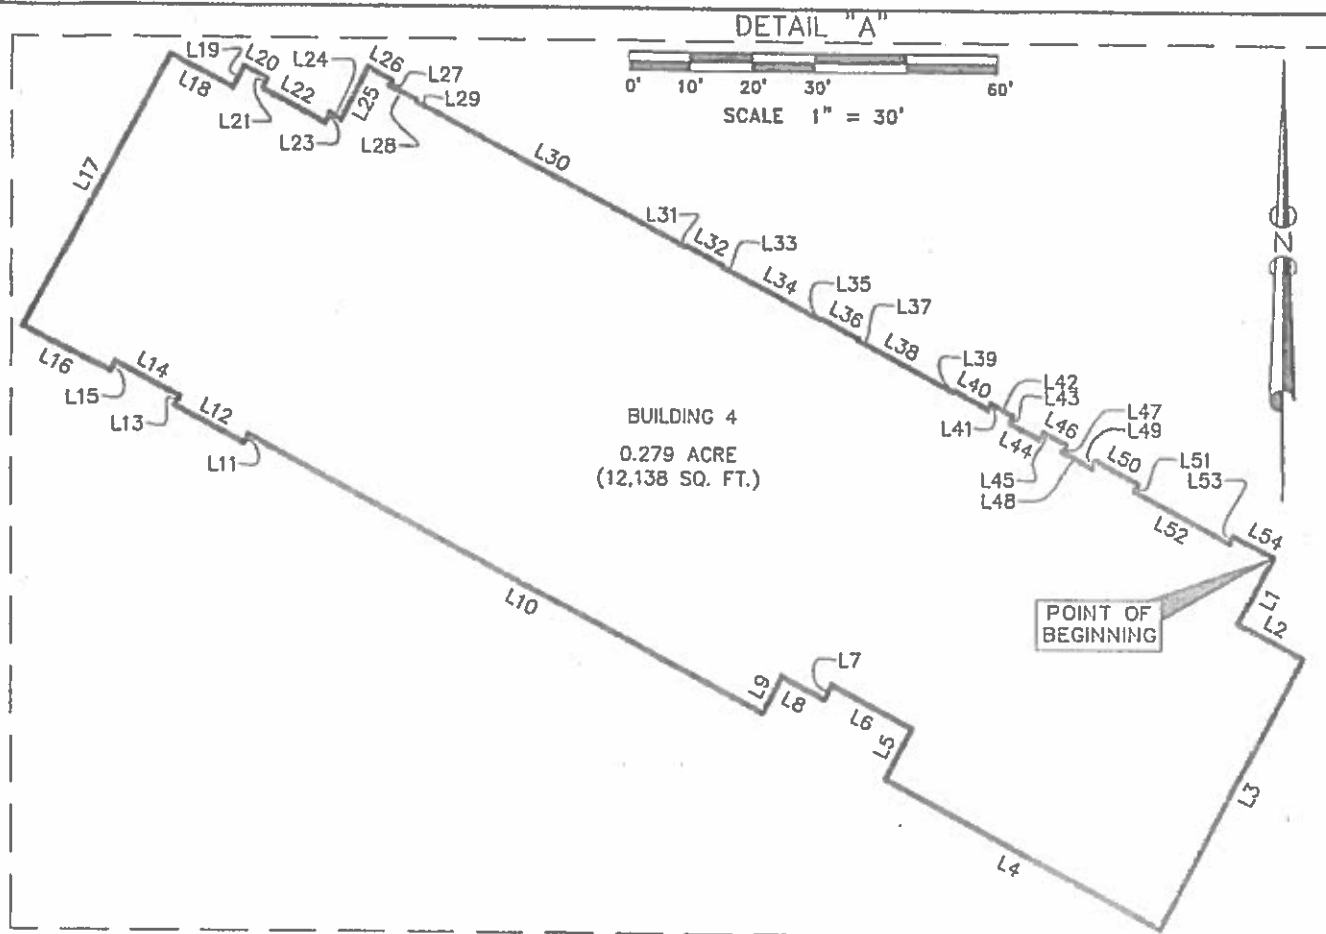 DETAIL "A"
0' 10' 20' 30' 60'
SCALE 1" = 30'
N
L19
L20
L18
L21
L22
L24
L23
L25
L26
L27
L29
L28
L17
L30
L31
L32
L33
L34
L35
L36
L37
L38
L39
L40
L42
L43
L41
L44
L46
L47
L49
L45
L48
L50
L51
L53
L52
L54
L16
L14
L15
L13
L12
L11
BUILDING 4
0.279 ACRE
(12,138 SQ. FT.)
L10
POINT OF
BEGINNING
L1
L2
L7
L9
L8
L6
L5
L3
L4